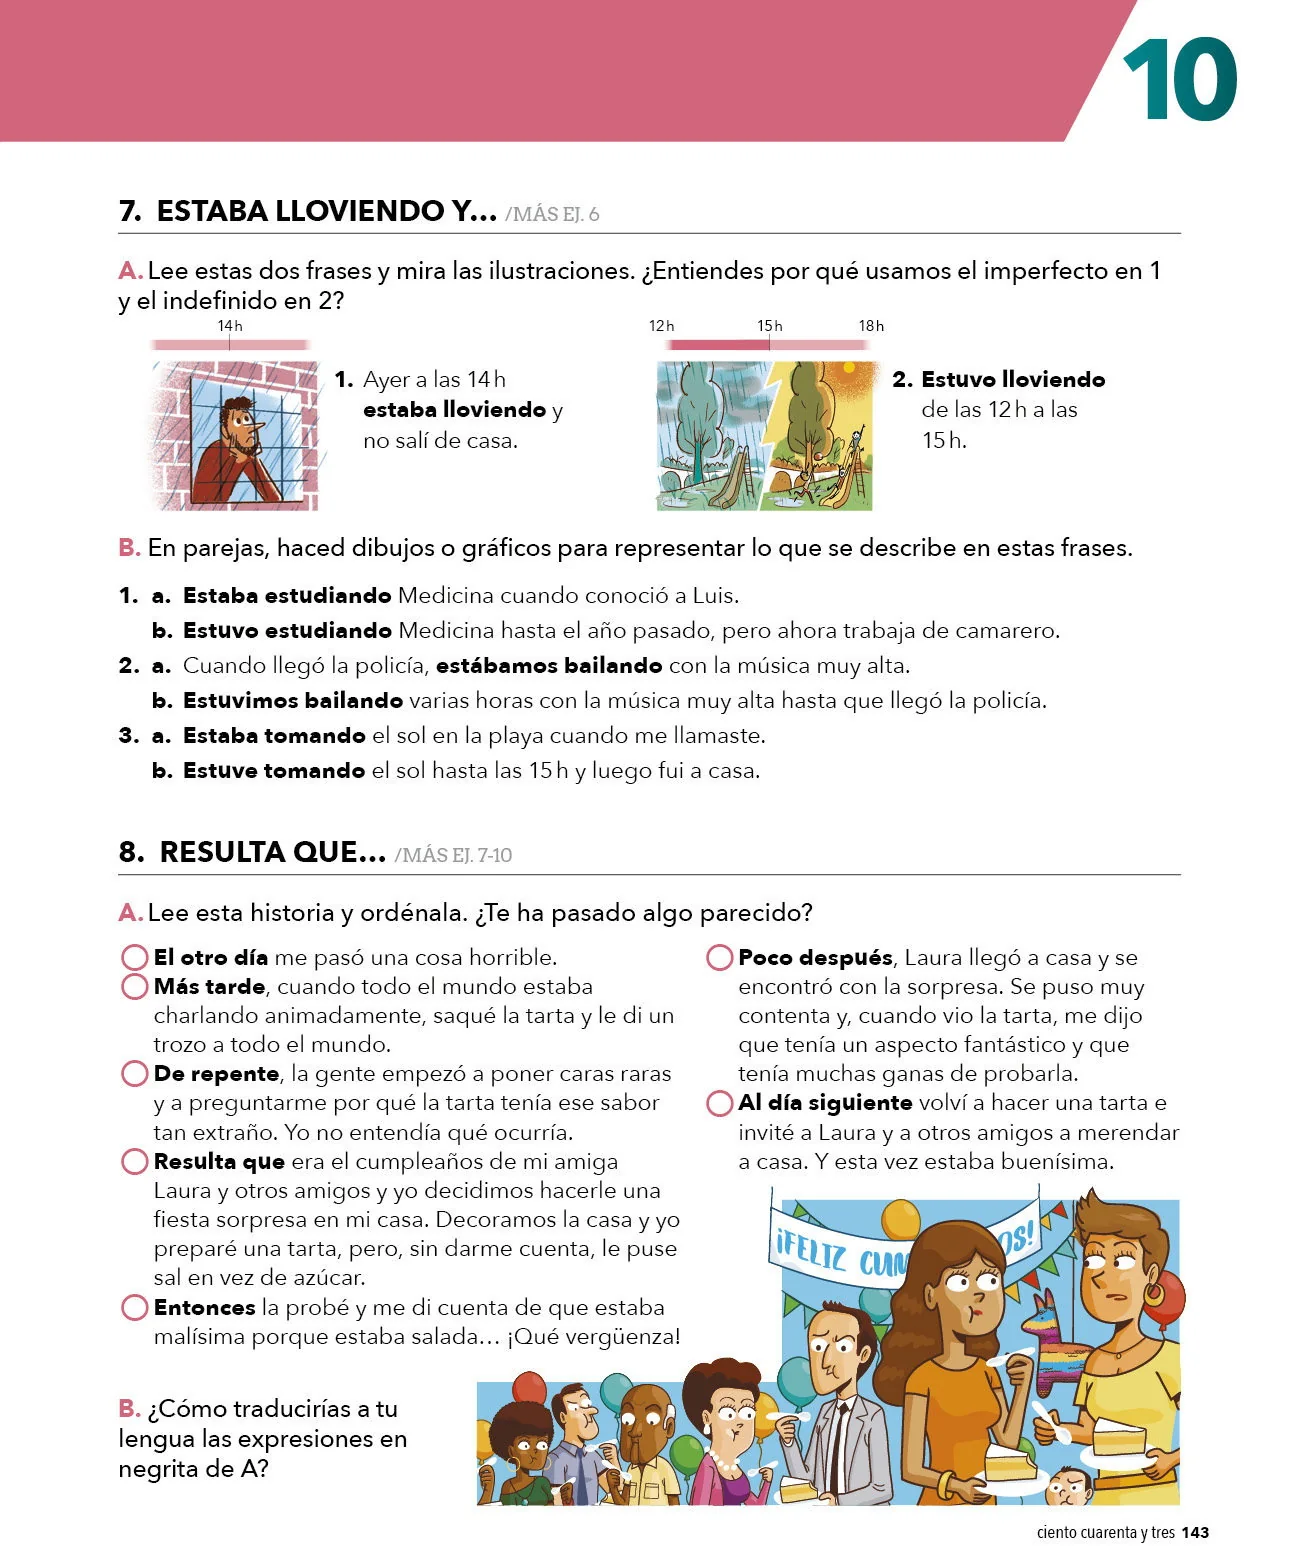 10
7. ESTABA LLOVIENDO Y... /MÁS EJ. 6
A. Lee estas dos frases y mira las ilustraciones. ¿Entiendes por qué usamos el imperfecto en 1
y el indefinido en 2?
14 h
1. Ayer a las 14 h
estaba lloviendo y
no salí de casa.
12 h 15 h 18 h
2. Estuvo lloviendo
de las 12 h a las
15 h.
B. En parejas, haced dibujos o gráficos para representar lo que se describe en estas frases.
1. a. Estaba estudiando Medicina cuando conoció a Luis.
b. Estuvo estudiando Medicina hasta el año pasado, pero ahora trabaja de camarero.
2. a. Cuando llegó la policía, estábamos bailando con la música muy alta.
b. Estuvimos bailando varias horas con la música muy alta hasta que llegó la policía.
3. a. Estaba tomando el sol en la playa cuando me llamaste.
b. Estuve tomando el sol hasta las 15 h y luego fui a casa.
8. RESULTA QUE... /MÁS EJ. 7-10
A. Lee esta historia y ordénala. ¿Te ha pasado algo parecido?
El otro día me pasó una cosa horrible.
Más tarde, cuando todo el mundo estaba
charlando animadamente, saqué la tarta y le di un
trozo a todo el mundo.
De repente, la gente empezó a poner caras raras
y a preguntarme por qué la tarta tenía ese sabor
tan extraño. Yo no entendía qué ocurría.
Resulta que era el cumpleaños de mi amiga
Laura y otros amigos y yo decidimos hacerle una
fiesta sorpresa en mi casa. Decoramos la casa y yo
preparé una tarta, pero, sin darme cuenta, le puse
sal en vez de azúcar.
Entonces la probé y me di cuenta de que estaba
malísima porque estaba salada... ¡Qué vergüenza!
Poco después, Laura llegó a casa y se
encontró con la sorpresa. Se puso muy
contenta y, cuando vio la tarta, me dijo
que tenía un aspecto fantástico y que
tenía muchas ganas de probarla.
Al día siguiente volví a hacer una tarta e
invité a Laura y a otros amigos a merendar
a casa. Y esta vez estaba buenísima.
¡FELIZ CUM OS!
B. ¿Cómo traducirías a tu
lengua las expresiones en
negrita de A?
ciento cuarenta y tres 143